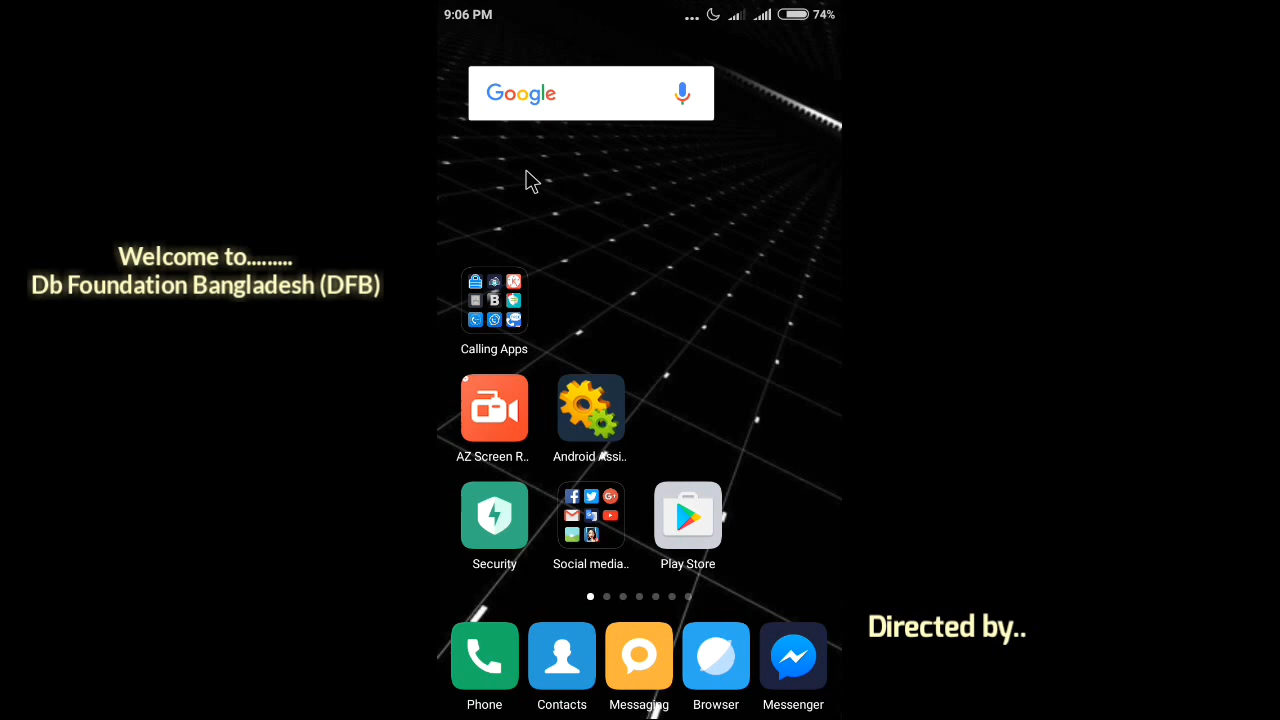 9:06 PM
74%
Google
Welcome to.........
Db Foundation Bangladesh (DFB)
Calling Apps
AZ Screen R..
Android Assi..
Security
Social media..
Play Store
Directed by..
Phone
Contacts
Messaging
Browser
Messenger